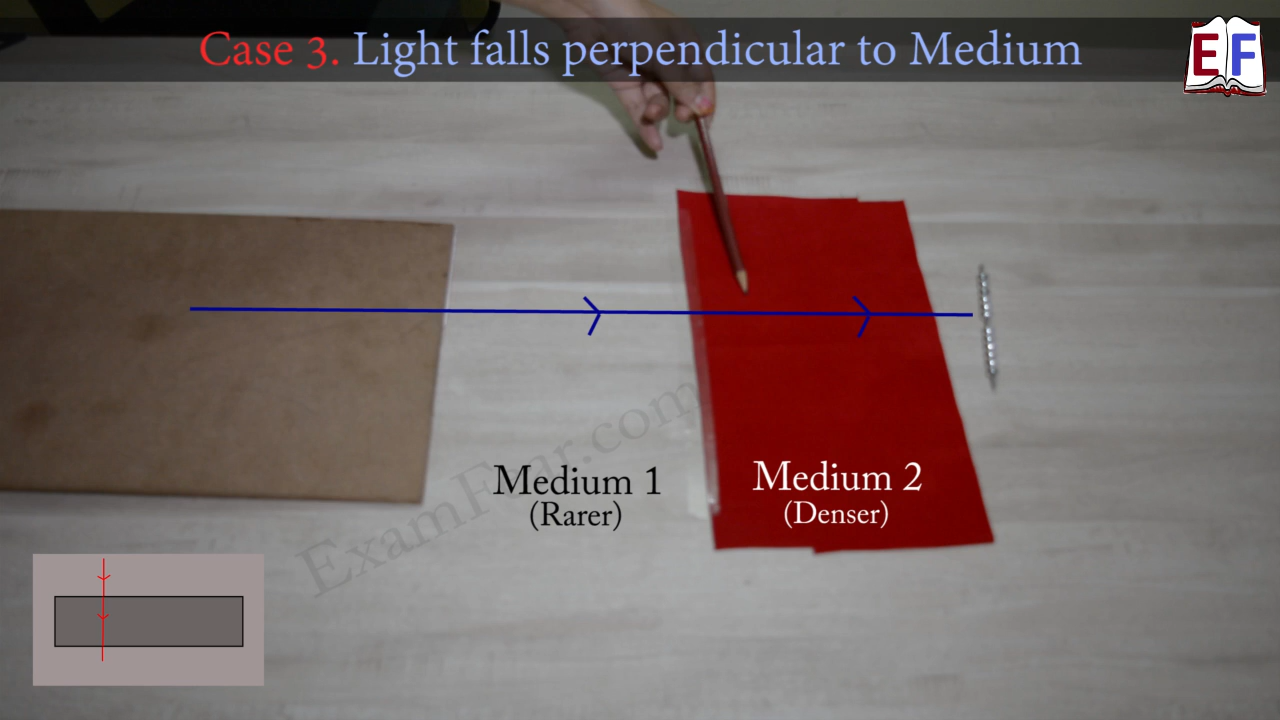 Case 3. Light falls perpendicular to Medium
EF
ExamFear.com
Medium 1
(Rarer)
Medium 2
(Denser)